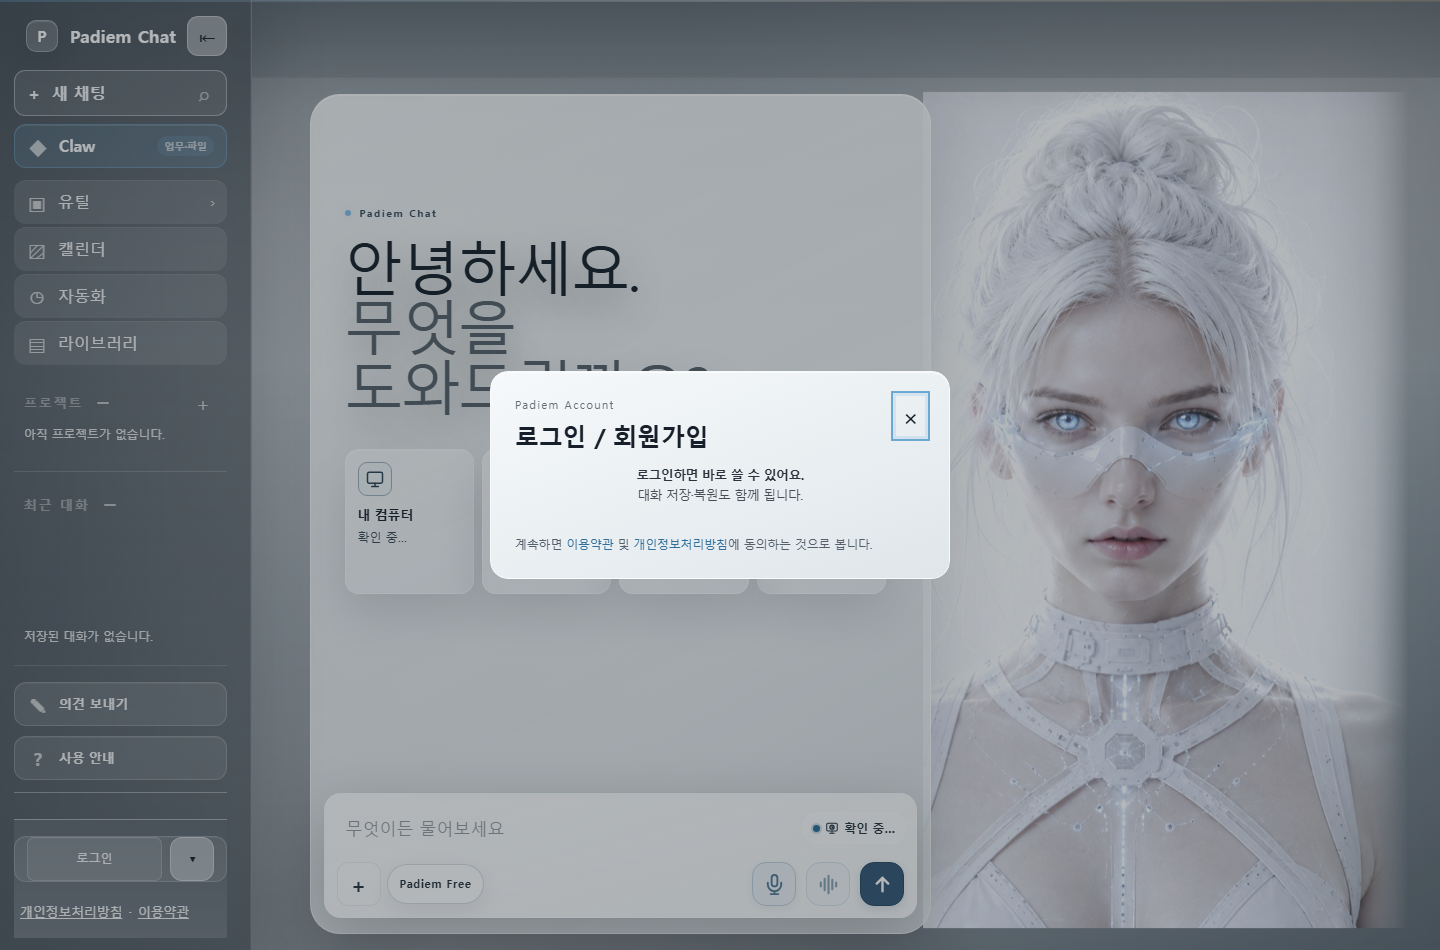 P Padiem Chat
+ 새 채팅
Claw 업무·파일
유틸
캘린더
자동화
라이브러리
프로젝트
아직 프로젝트가 없습니다.
최근 대화
저장된 대화가 없습니다.
의견 보내기
? 사용 안내
로그인
개인정보처리방침 · 이용약관
Padiem Chat
안녕하세요.
무엇을
내 컴퓨터
확인 중...
Padiem Account
로그인 / 회원가입
로그인하면 바로 쓸 수 있어요.
대화 저장·복원도 함께 됩니다.
계속하면 이용약관 및 개인정보처리방침에 동의하는 것으로 봅니다.
무엇이든 물어보세요
확인 중...
+ Padiem Free